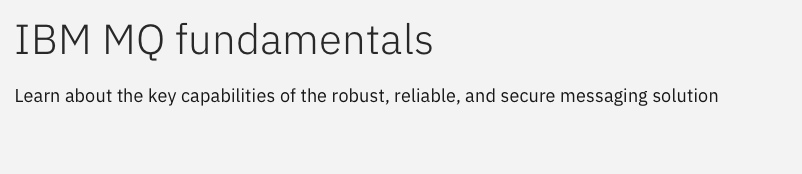 IBM MQ fundamentals
Learn about the key capabilities of the robust, reliable, and secure messaging solution